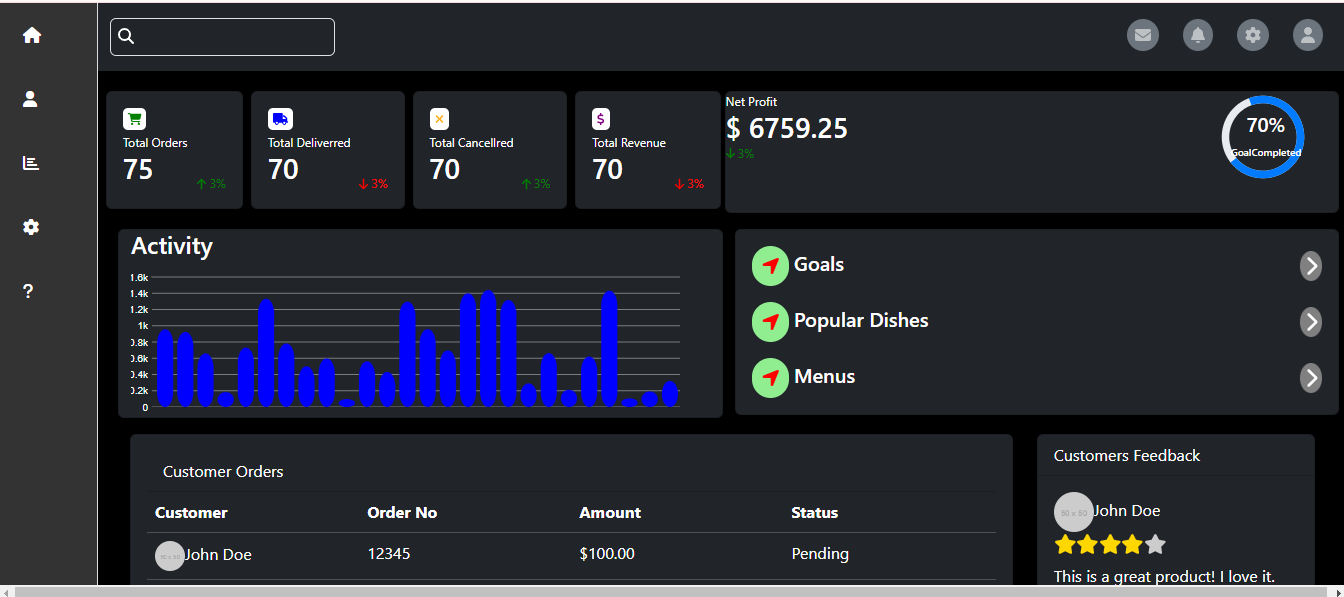 Total Orders
75
3%
Total Deliverred
70
3%
Total Cancellred
70
3%
$
Total Revenue
70
3%
Net Profit
$ 6759.25
3%
70%
GoalCompleted
Activity
1.6k
1.4k
1.2k
1k
0.8k
0.6k
0.4k
0.2k
0
Goals
Popular Dishes
Menus
?
Customer Orders
Customer Order No Amount Status
John Doe 12345 $100.00 Pending
Customers Feedback
50 x 50
John Doe
This is a great product! I love it.